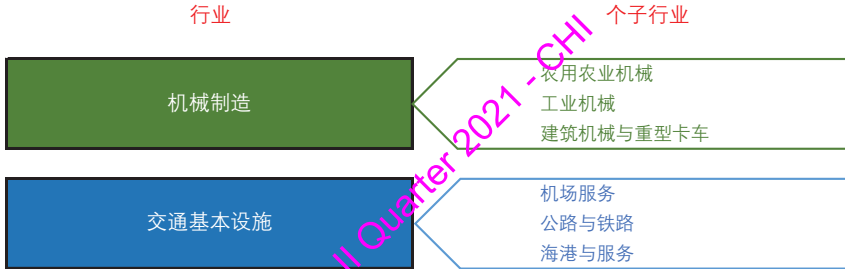 行业
个子行业
机械制造
农用农业机械
工业机械
建筑机械与重型卡车
交通基本设施
机场服务
公路与铁路
海港与服务
II Quarter 2021 - CHI